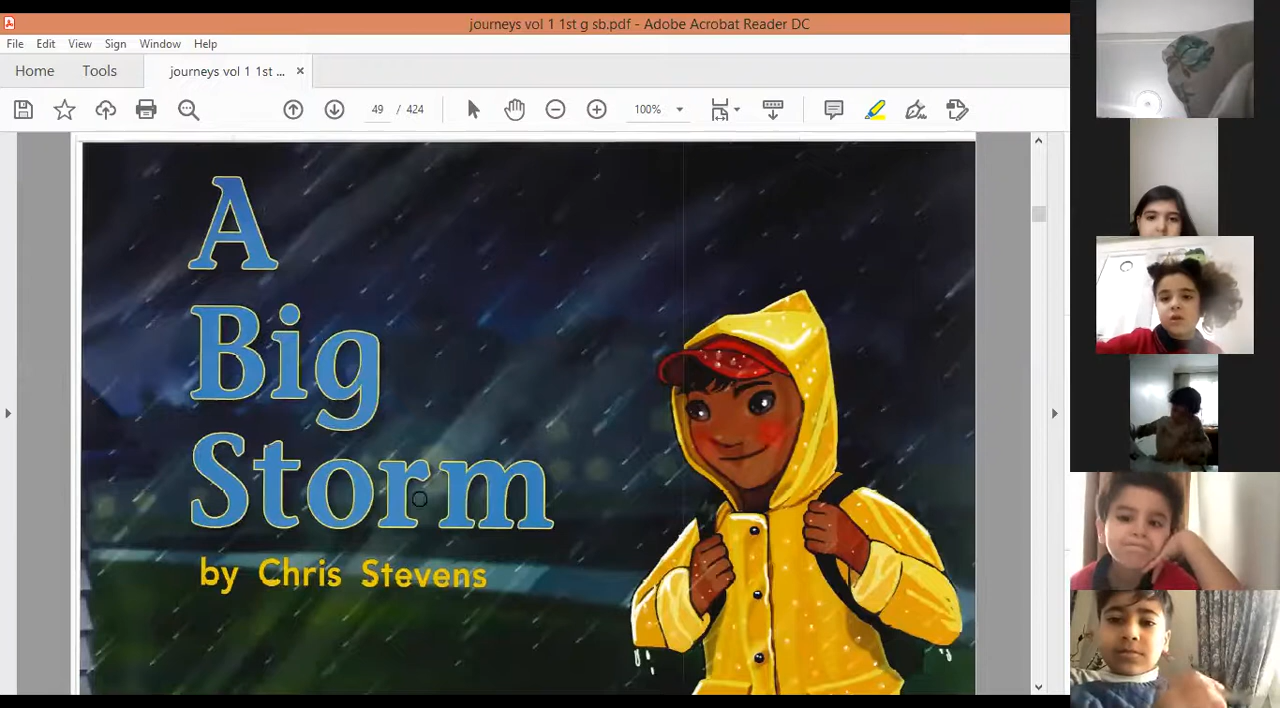 journeys vol 1 1st g sb.pdf - Adobe Acrobat Reader DC
File Edit View Sign Window Help
Home Tools journeys vol 1 1st ... ×
49 / 424 100%
A
Big
Storm
by Chris Stevens